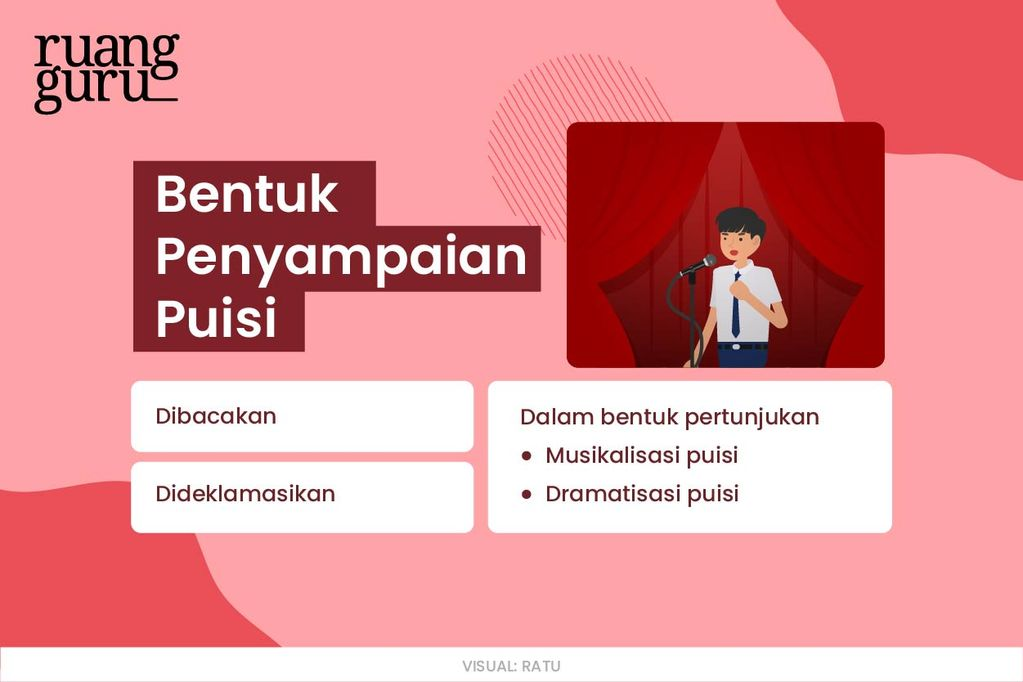 ruang
guru
Bentuk
Penyampaian
Puisi
Dibacakan
Dideklamasikan
Dalam bentuk pertunjukan
• Musikalisasi puisi
• Dramatisasi puisi
VISUAL: RATU